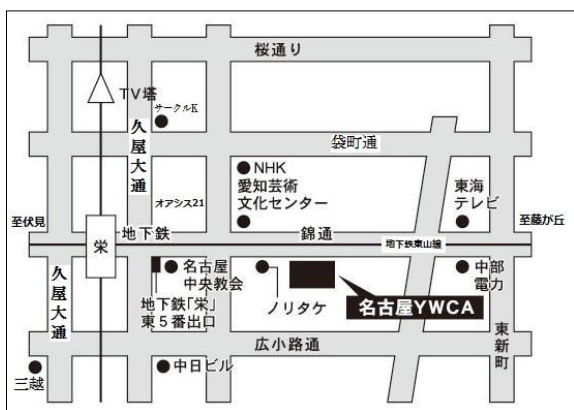 桜通り
TV塔
サークルK
久屋大通
袋町通
NHK
愛知芸術
文化センター
東海
テレビ
オアシス21
至伏見
至藤が丘
栄
地下鉄
錦通
地下鉄東山線
久屋大通
名古屋
中央教会
地下鉄「栄」
東5番出口
ノリタケ
名古屋YWCA
中部
電力
広小路通
東新町
三越
中日ビル